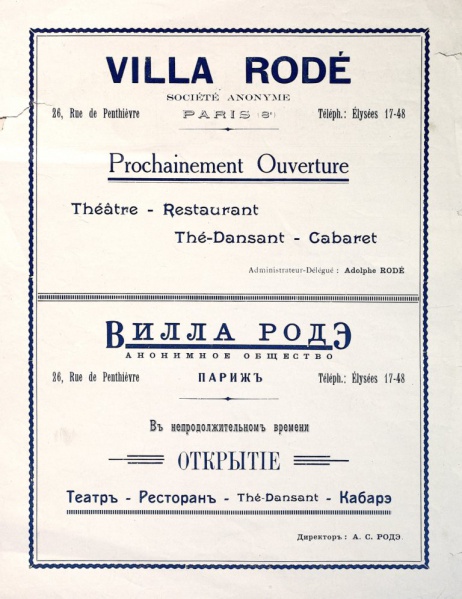 VILLA RODÉ
SOCIÉTÉ ANONYME
26, Rue de Penthièvre PARIS (8e) Téléph.: Élysées 17-48
Prochainement Ouverture
Théâtre - Restaurant
Thé-Dansant - Cabaret
Administrateur-Délégué : Adolphe RODÉ
ВИЛЛА РОДЭ
АНОНИМНОЕ ОБЩЕСТВО
26, Rue de Penthièvre ПАРИЖЪ Téléph.: Élysées 17-48
Въ непродолжительномъ времени
ОТКРЫТІЕ
Театръ - Ресторанъ - Thé-Dansant - Кабарэ
Директоръ : А. С. РОДЭ.